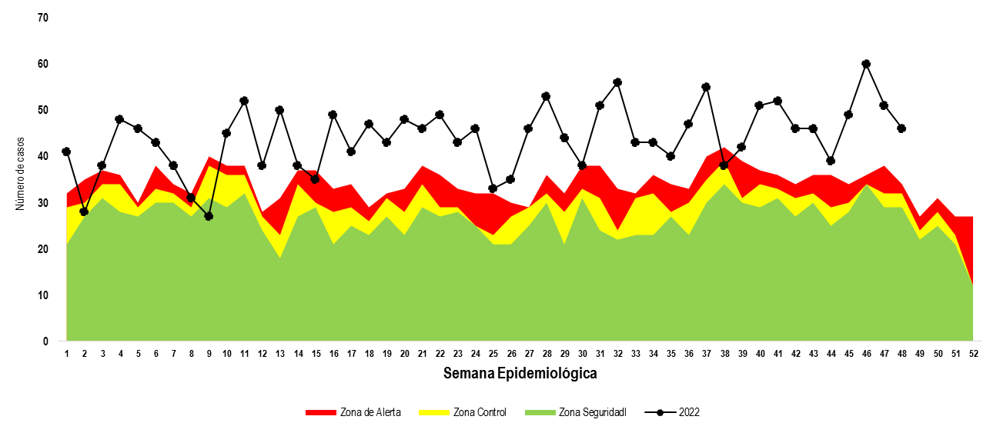 70
60
50
40
30
20
10
0
Número de casos
1 2 3 4 5 6 7 8 9 10 11 12 13 14 15 16 17 18 19 20 21 22 23 24 25 26 27 28 29 30 31 32 33 34 35 36 37 38 39 40 41 42 43 44 45 46 47 48 49 50 51 52
Semana Epidemiológica
Zona de Alerta Zona Control Zona Seguridadl 2022